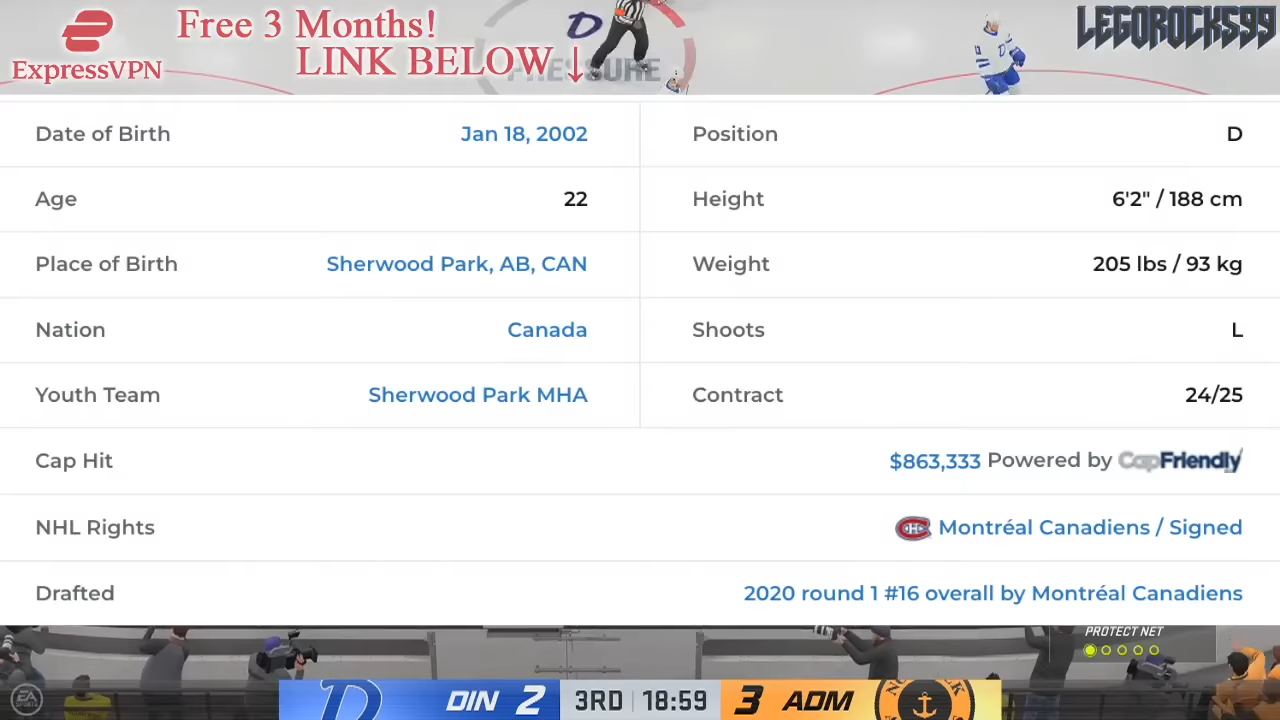 Free 3 Months!
LEGOROCKS99
ExpressVPN
LINK BELOW ↓
PRESSURE
Date of Birth Jan 18, 2002 Position D
Age 22 Height 6'2" / 188 cm
Place of Birth Sherwood Park, AB, CAN Weight 205 lbs / 93 kg
Nation Canada Shoots L
Youth Team Sherwood Park MHA Contract 24/25
Cap Hit $863,333 Powered by CapFriendly
NHL Rights Montréal Canadiens / Signed
Drafted 2020 round 1 #16 overall by Montréal Canadiens
PROTECT NET
DIN 2 3RD 18:59 3 ADM